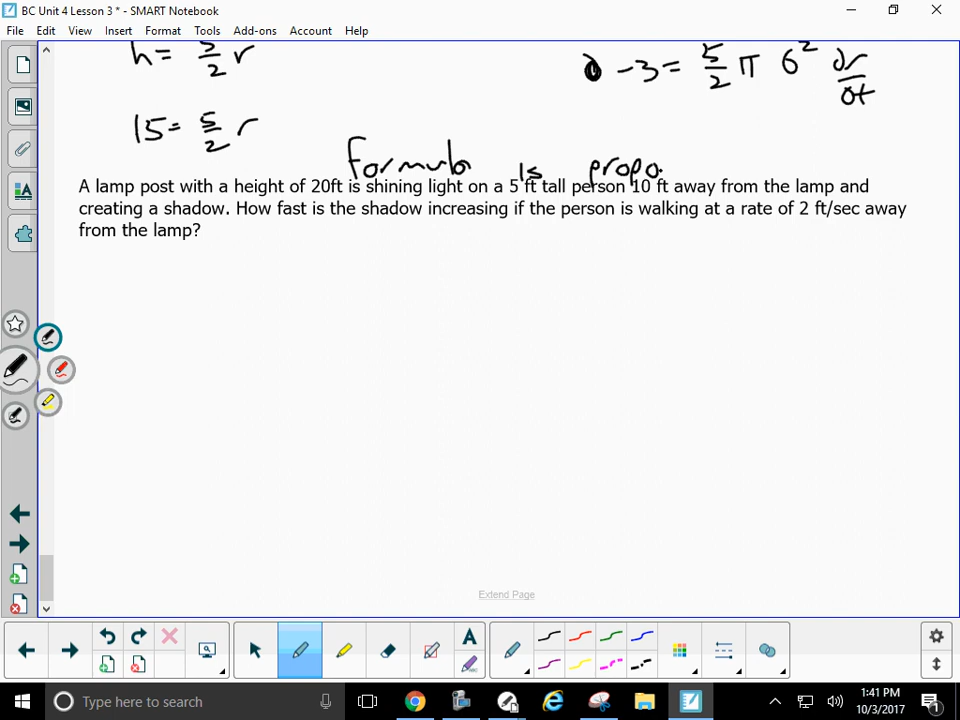 BC Unit 4 Lesson 3 * - SMART Notebook
File Edit View Insert Format Tools Add-ons Account Help
h = 5/2 r
-3 = 5/2 π 6² dr/dt
15 = 5/2 r
formula is propo
A lamp post with a height of 20ft is shining light on a 5 ft tall person 10 ft away from the lamp and
creating a shadow. How fast is the shadow increasing if the person is walking at a rate of 2 ft/sec away
from the lamp?
Extend Page
Type here to search
1:41 PM
10/3/2017